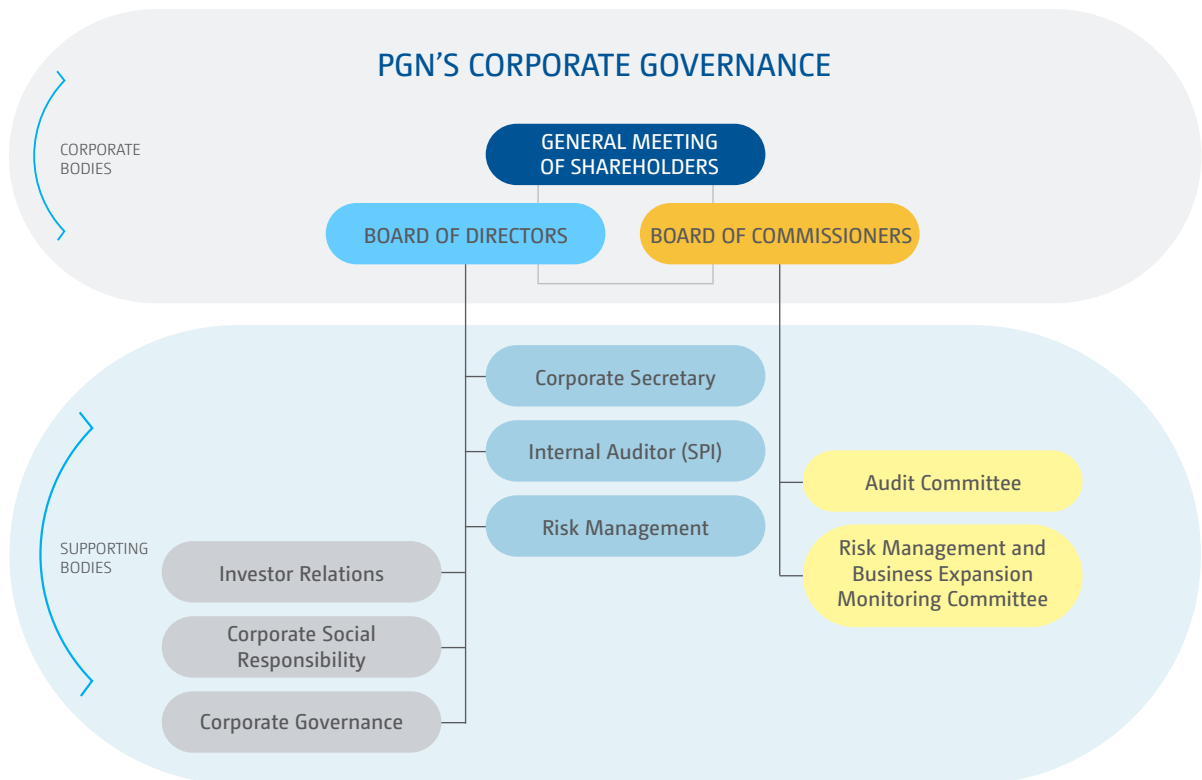 PGN'S CORPORATE GOVERNANCE
CORPORATE
BODIES
GENERAL MEETING
OF SHAREHOLDERS
BOARD OF DIRECTORS
BOARD OF COMMISSIONERS
SUPPORTING
BODIES
Corporate Secretary
Internal Auditor (SPI)
Risk Management
Investor Relations
Corporate Social
Responsibility
Corporate Governance
Audit Committee
Risk Management and
Business Expansion
Monitoring Committee